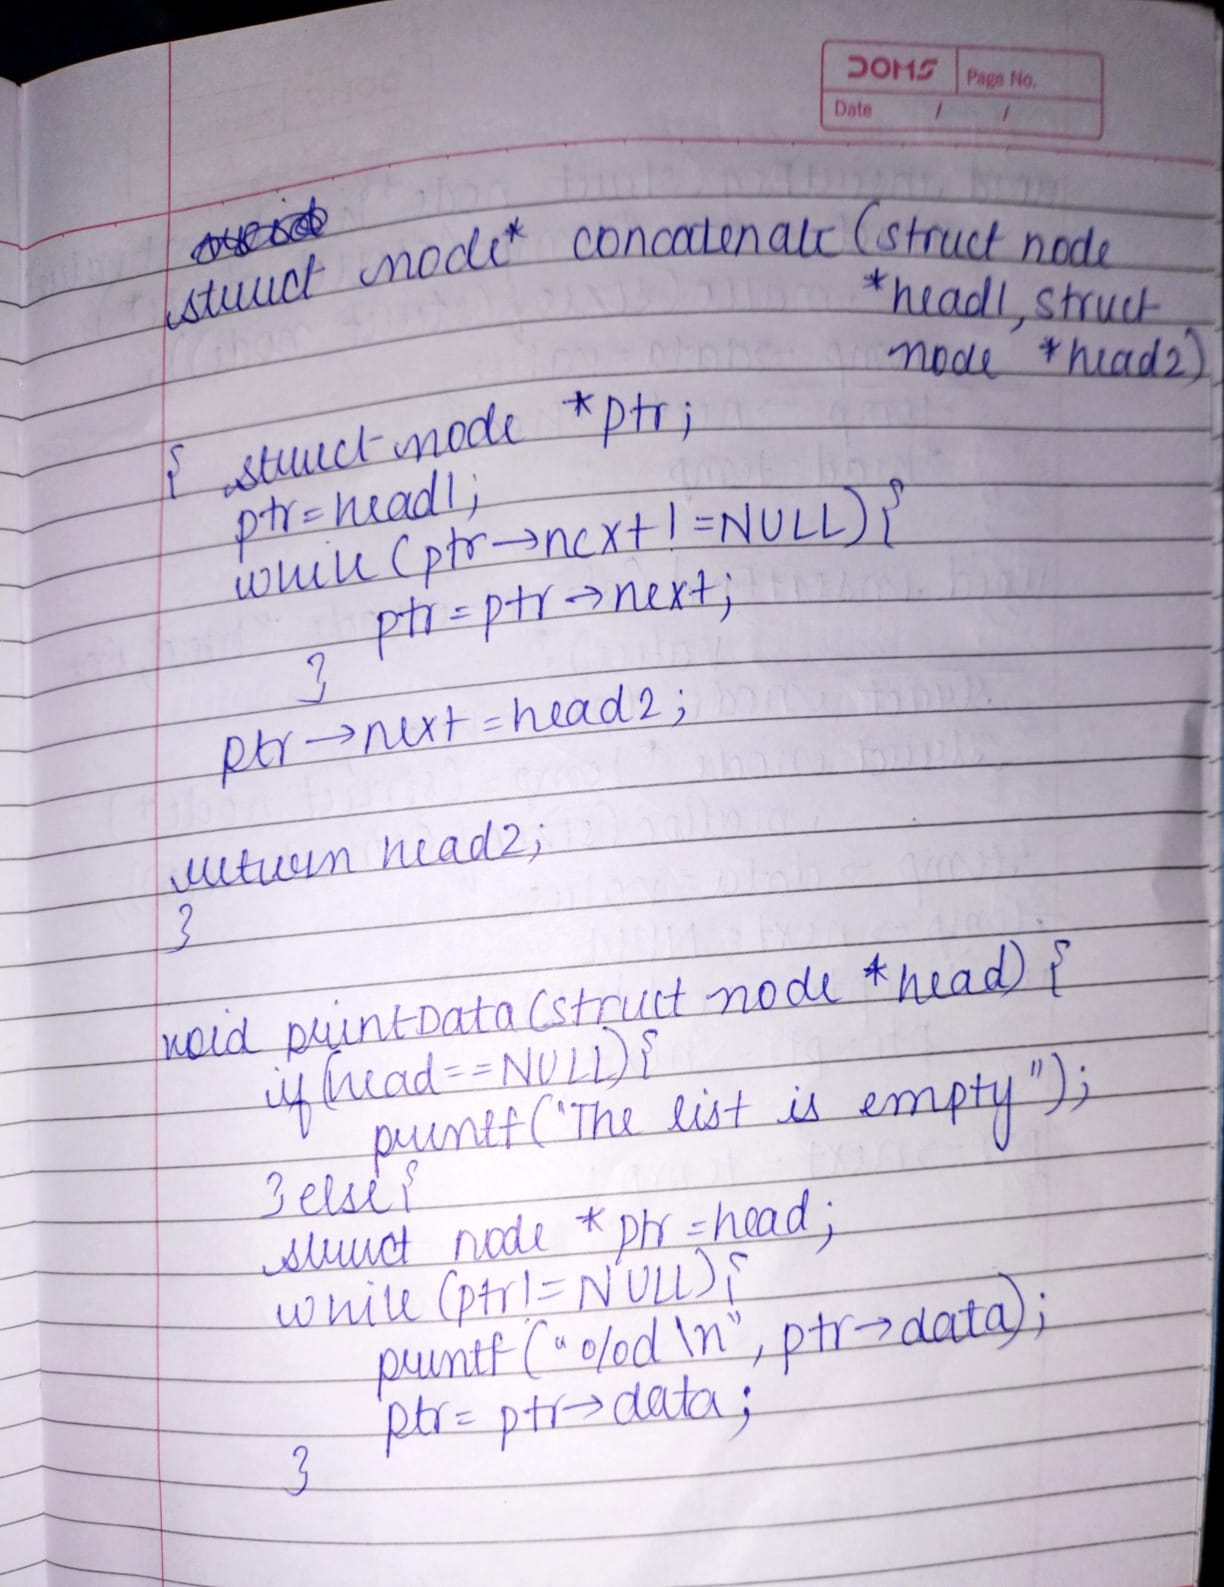 DOMS
Page No.
Date / /
struct node* concatenate (struct node
*head1, struct
node *head2)
{ struct node *ptr;
ptr=head1;
while (ptr→next!=NULL){
ptr=ptr→next;
}
ptr→next=head2;
return head2;
}
void printData(struct node *head) {
if(head==NULL){
printf("The list is empty");
}else{
struct node *ptr=head;
while (ptr!=NULL){
printf("%d\n", ptr→data);
ptr= ptr→data;
}